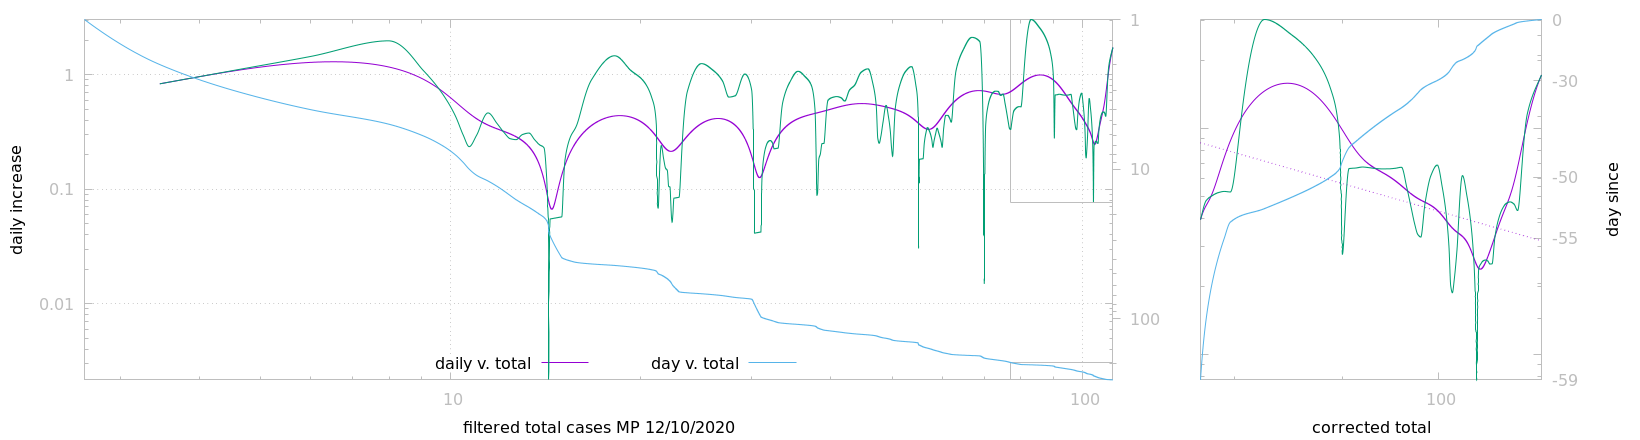 1
0.1
0.01
daily increase
daily v. total
day v. total
10
100
filtered total cases MP 12/10/2020
1
10
100
0
-30
-50
-55
-59
day since
100
corrected total